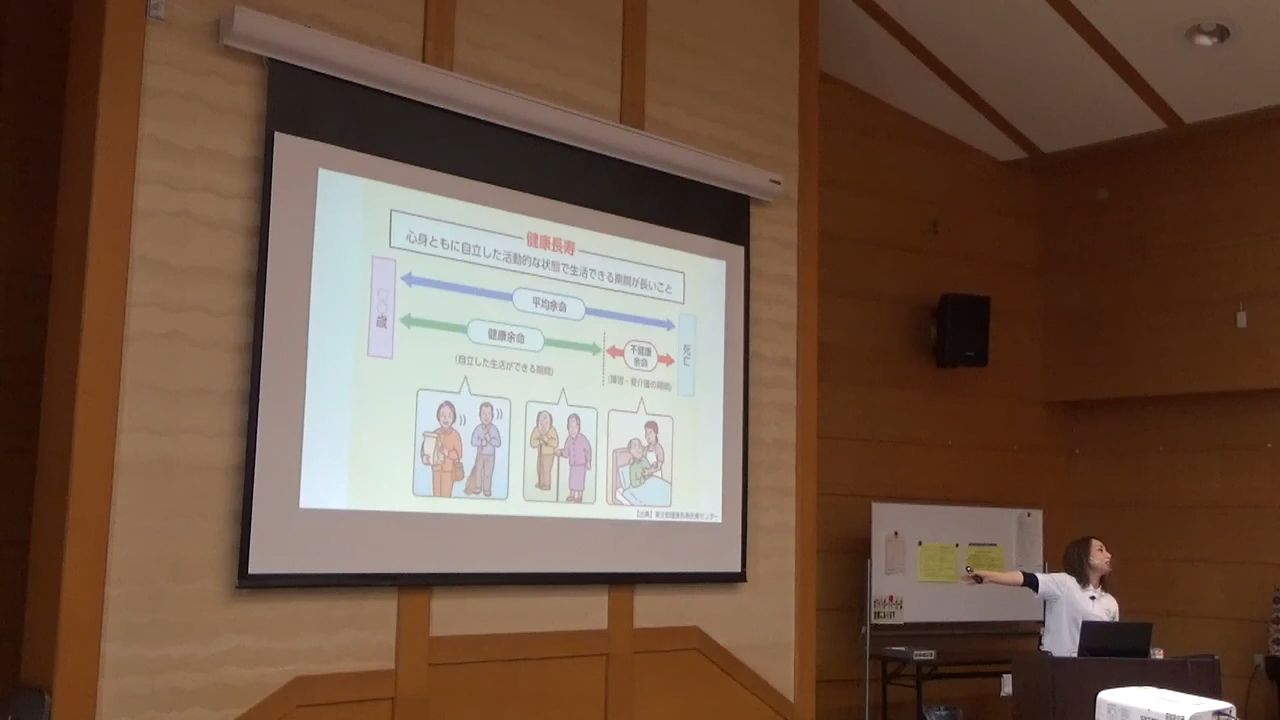 健康長寿
心身ともに自立した活動的な状態で生活できる期間が長いこと
〇〇歳
平均余命
死亡
健康余命
不健康
余命
(自立した生活ができる期間)
(障害・要介護の期間)